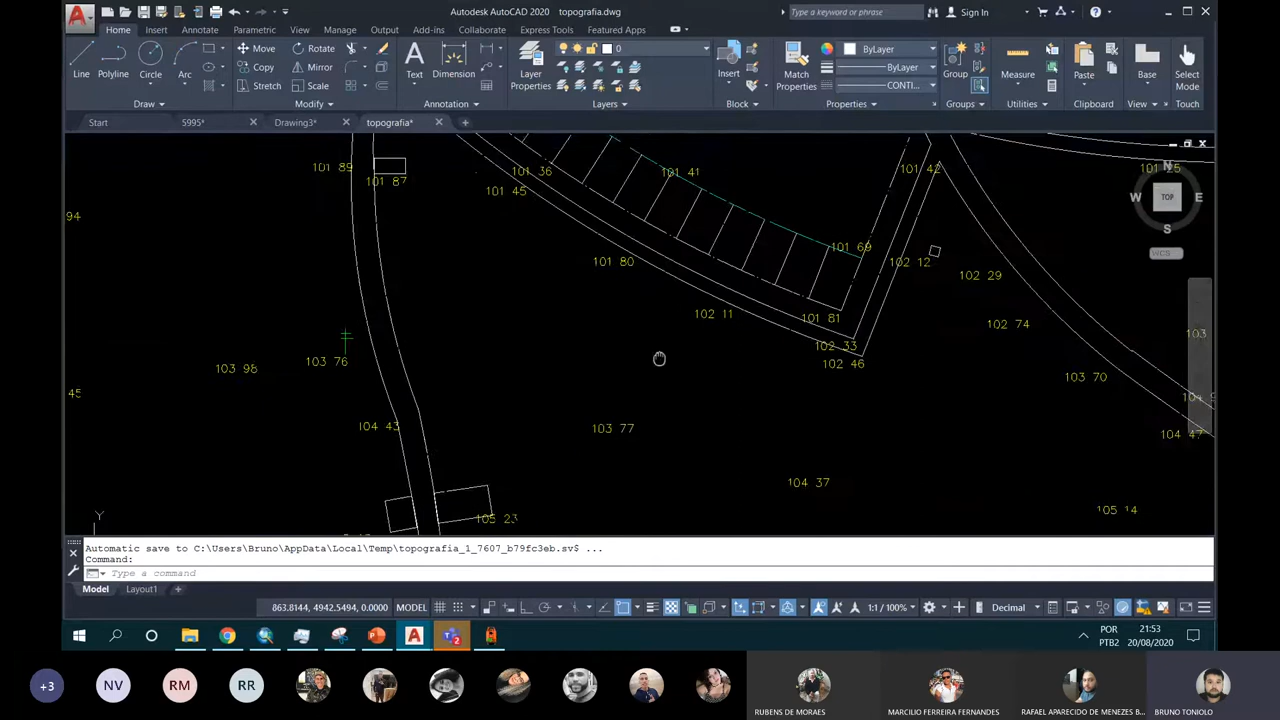 Autodesk AutoCAD 2020 topografia.dwg
Type a keyword or phrase
Sign In
Home Insert Annotate Parametric View Manage Output Add-ins Collaborate Express Tools Featured Apps
Line Polyline Circle Arc
Move Rotate
Copy Mirror
Stretch Scale
Text Dimension
Layer Properties
0
Insert
Match Properties
ByLayer
ByLayer
CONTI...
Group
Measure
Paste
Base
Select Mode
Draw Modify Annotation Layers Block Properties Groups Utilities Clipboard View Touch
Start 5995* Drawing3* topografia*
101 89
101 87
101 36
101 45
101 41
101 42
N
W TOP E
S
WCS
94
101 80
101 69
102 12
102 29
102 11
101 81
102 74
102 33
102 46
103
103 98
103 76
103 70
45
104 43
103 77
104 47
104 37
105 14
105 23
Y
Automatic save to C:\Users\Bruno\AppData\Local\Temp\topografia_1_7607_b79fc3eb.sv$ ...
Command:
Type a command
Model Layout1
863.8144, 4942.5494, 0.0000 MODEL 1:1 / 100% Decimal
POR
PTB2
21:53
20/08/2020
+3 NV RM RR
RUBENS DE MORAES MARCILIO FERREIRA FERNANDES RAFAEL APARECIDO DE MENEZES B... BRUNO TONIOLO